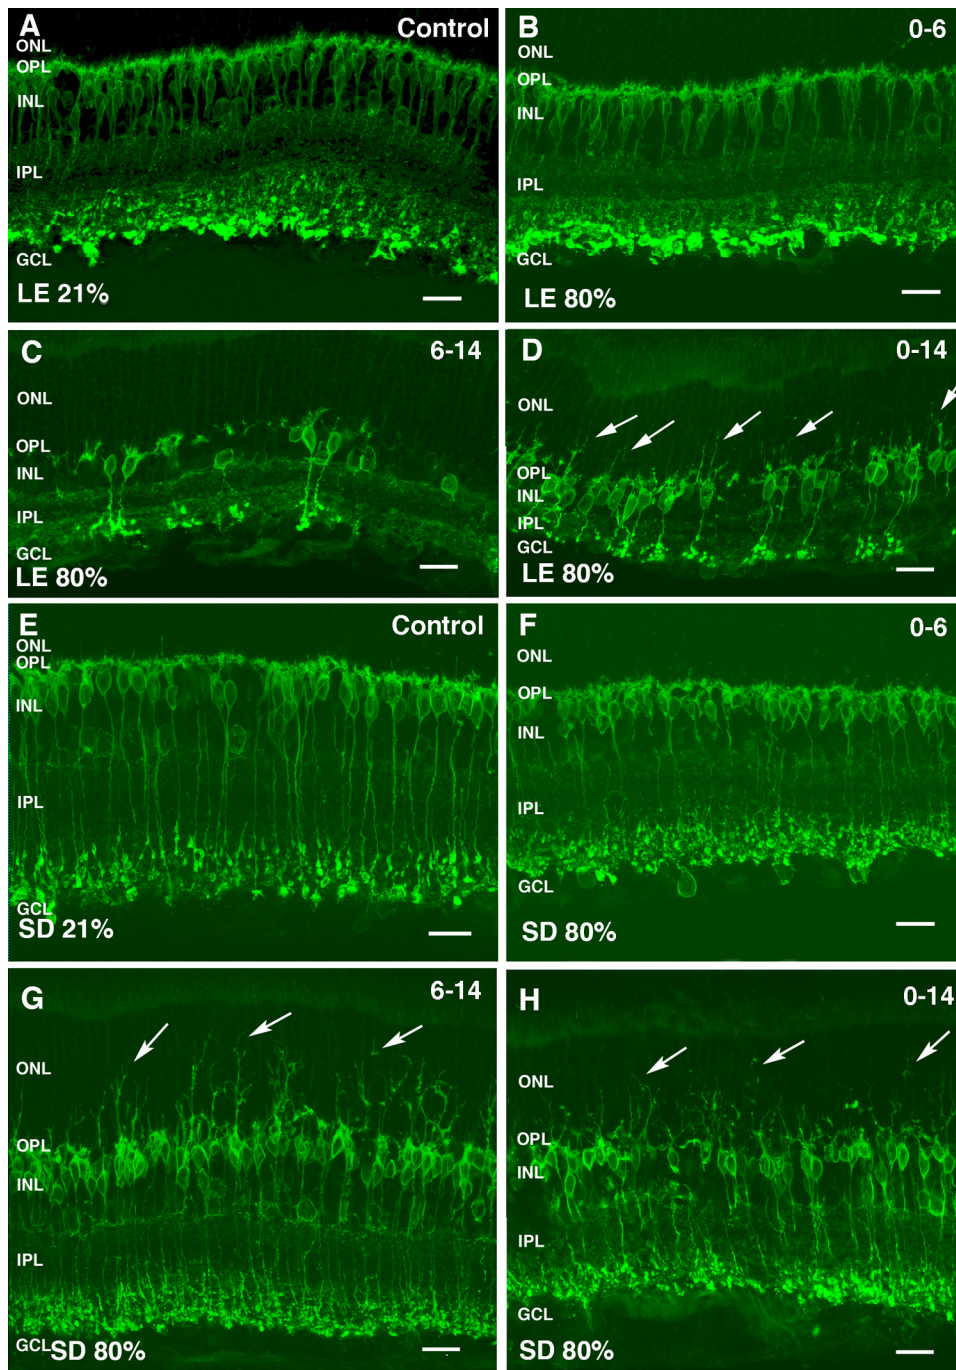 A
Control
ONL
OPL
INL
IPL
GCL
LE 21%
B
0-6
ONL
OPL
INL
IPL
GCL
LE 80%
C
6-14
ONL
OPL
INL
IPL
GCL
LE 80%
D
0-14
ONL
OPL
INL
IPL
GCL
LE 80%
E
Control
ONL
OPL
INL
IPL
GCL
SD 21%
F
0-6
ONL
OPL
INL
IPL
GCL
SD 80%
G
6-14
ONL
OPL
INL
IPL
GCL SD 80%
H
0-14
ONL
OPL
INL
IPL
GCL
SD 80%